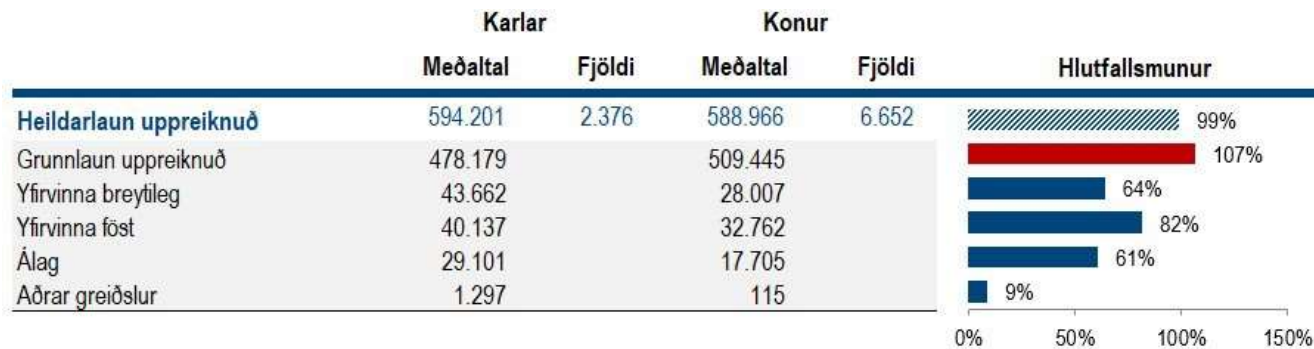 Karlar Konur
Meðaltal Fjöldi Meðaltal Fjöldi Hlutfallsmunur
Heildarlaun uppreiknuð 594.201 2.376 588.966 6.652 99%
Grunnlaun uppreiknuð 478.179 509.445 107%
Yfirvinna breytileg 43.662 28.007 64%
Yfirvinna föst 40.137 32.762 82%
Álag 29.101 17.705 61%
Aðrar greiðslur 1.297 115 9%
0% 50% 100% 150%